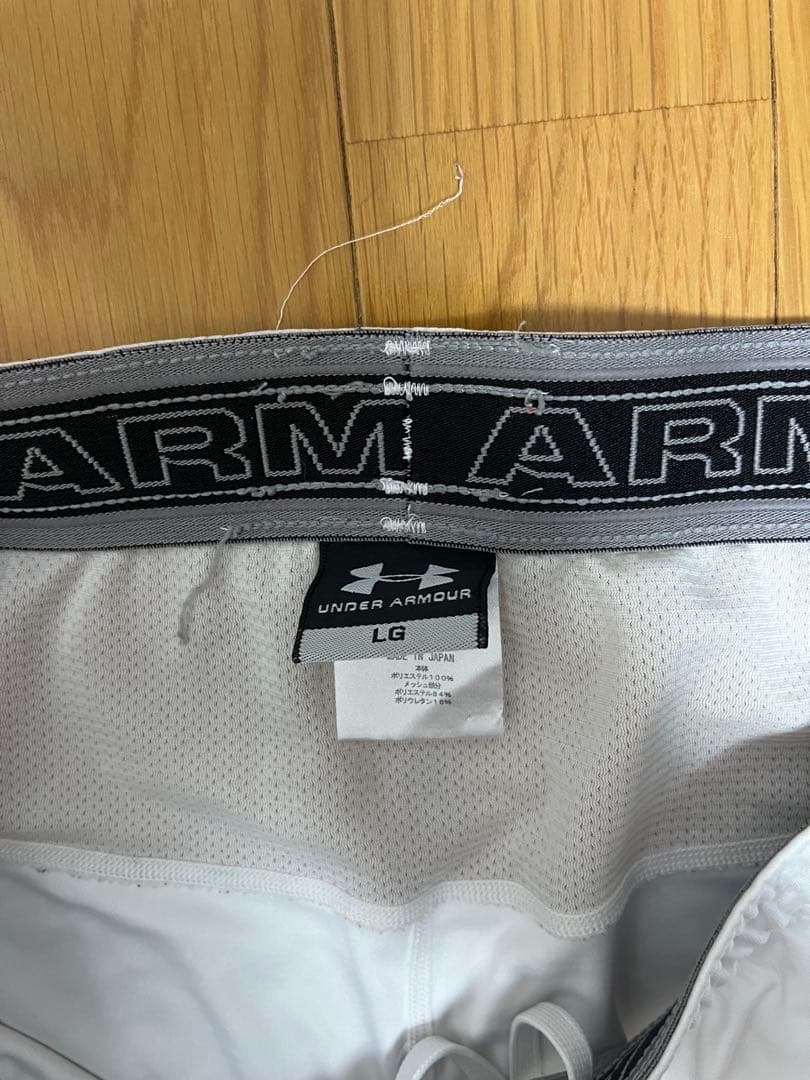 ARM ARM
UNDER ARMOUR
LG
MADE IN JAPAN
本体
ポリエステル100%
メッシュ部分
ポリエステル84%
ポリウレタン16%